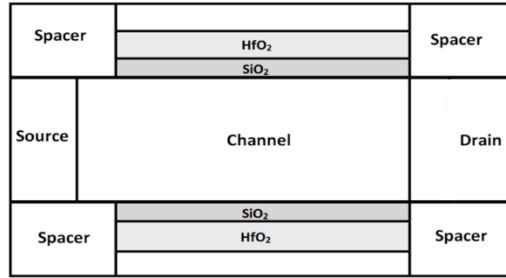 Spacer HfO₂ Spacer
SiO₂
Source Channel Drain
SiO₂
Spacer HfO₂ Spacer